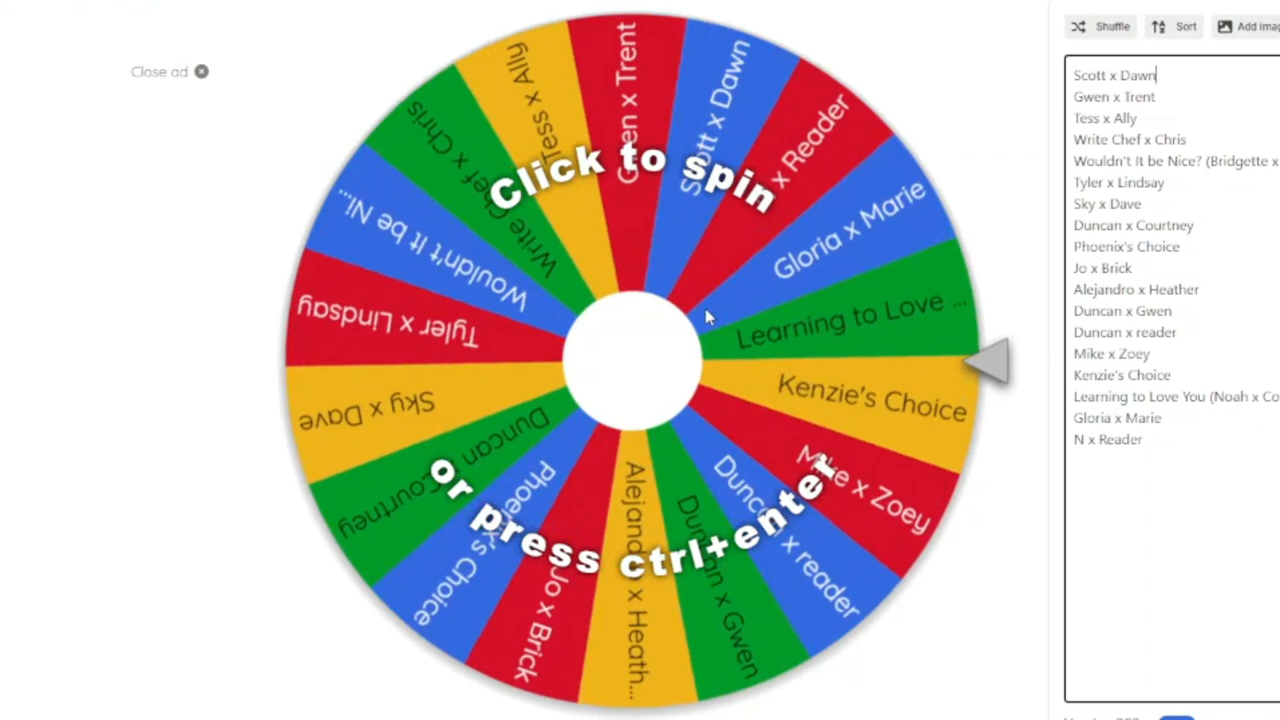 Close ad
Click to spin
or press ctrl+enter
Gwen x Trent
Scott x Dawn
x Reader
Gloria x Marie
Learning to Love ...
Kenzie's Choice
Mike x Zoey
Duncan x reader
Duncan x Gwen
Alejandro x Heath...
Jo x Brick
Phoenix's Choice
Duncan Courtney
Sky x Dave
Tyler x Lindsay
Wouldn't It be Ni...
Write Chef x Chris
Tess x Ally
Shuffle
Sort
Add imag
Scott x Dawn
Gwen x Trent
Tess x Ally
Write Chef x Chris
Wouldn't It be Nice? (Bridgette x
Tyler x Lindsay
Sky x Dave
Duncan x Courtney
Phoenix's Choice
Jo x Brick
Alejandro x Heather
Duncan x Gwen
Duncan x reader
Mike x Zoey
Kenzie's Choice
Learning to Love You (Noah x Co
Gloria x Marie
N x Reader